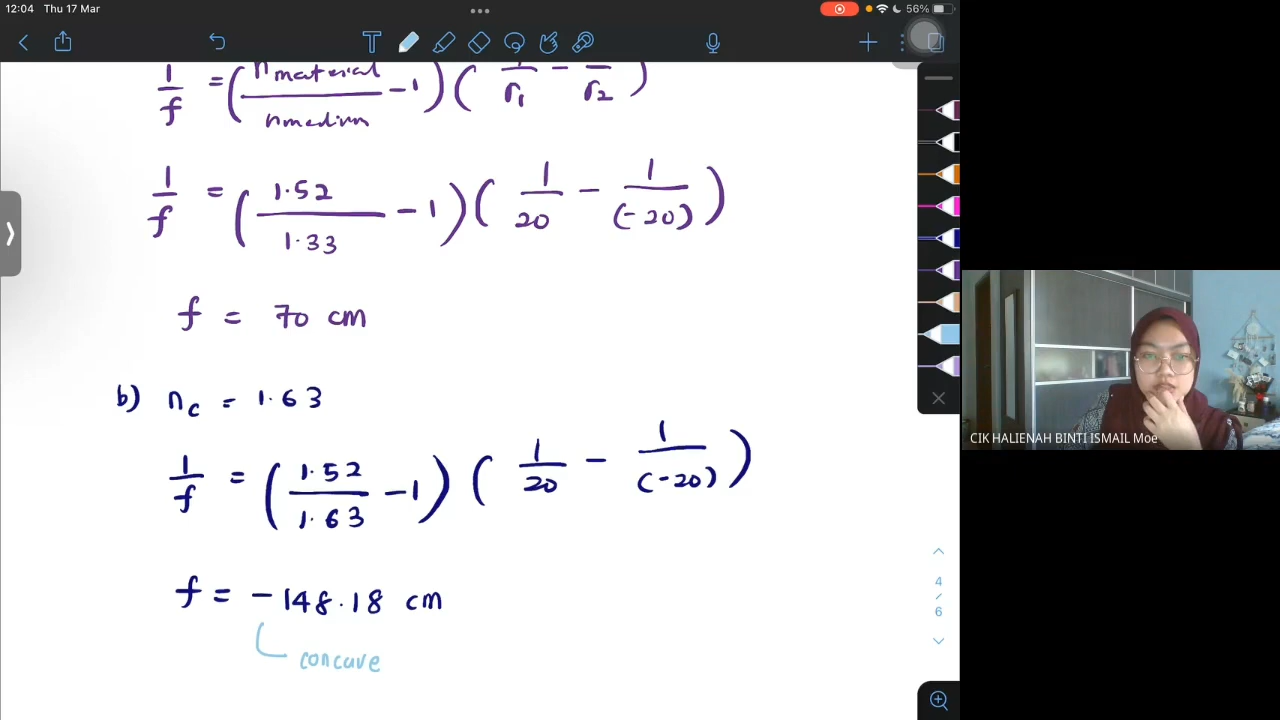 12:04 Thu 17 Mar
56%
T
1/f = (n material / n medium − 1) (1/r1 − 1/r2)
1/f = (1.52/1.33 − 1) (1/20 − 1/(−20))
f = 70 cm
b) nc = 1.63
1/f = (1.52/1.63 − 1) (1/20 − 1/(−20))
f = −148.18 cm
concave
4 / 6
CIK HALIENAH BINTI ISMAIL Moe